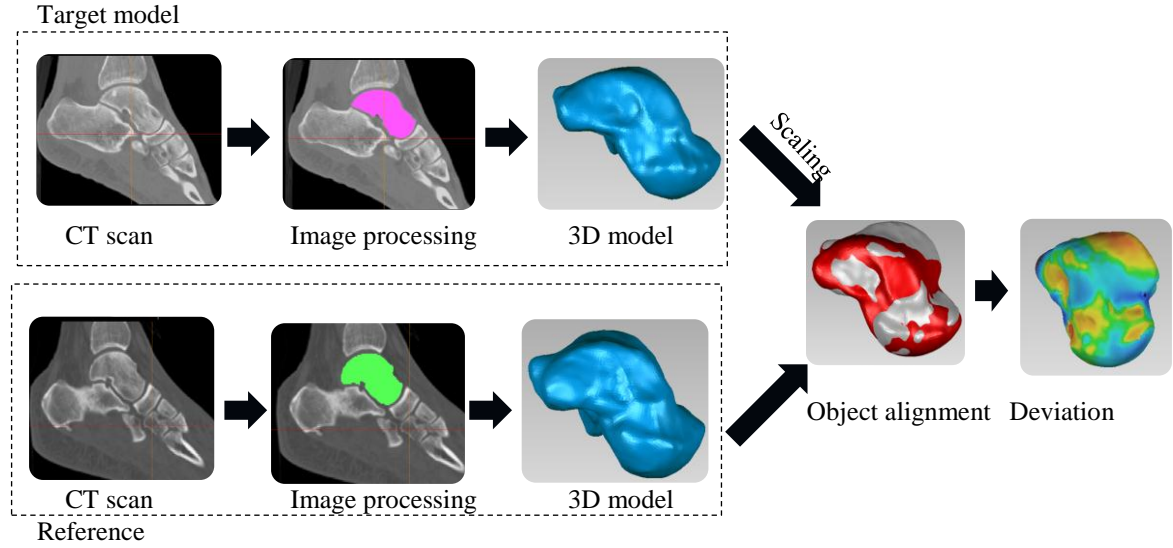 Target model
CT scan
Image processing
3D model
Scaling
Object alignment
Deviation
CT scan
Image processing
3D model
Reference